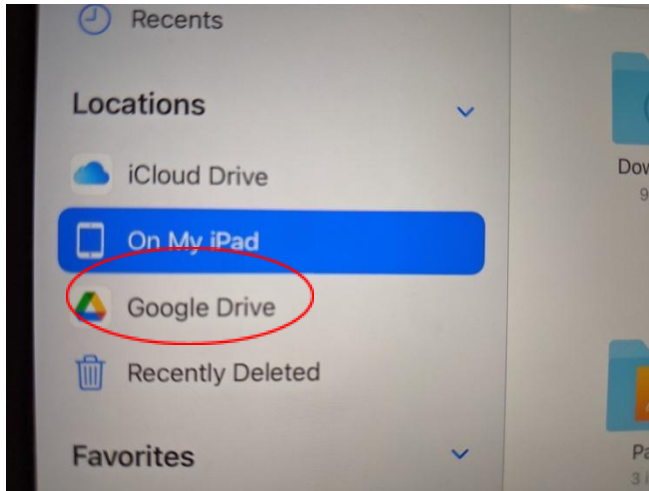 Recents
Locations
iCloud Drive
On My iPad
Google Drive
Recently Deleted
Favorites